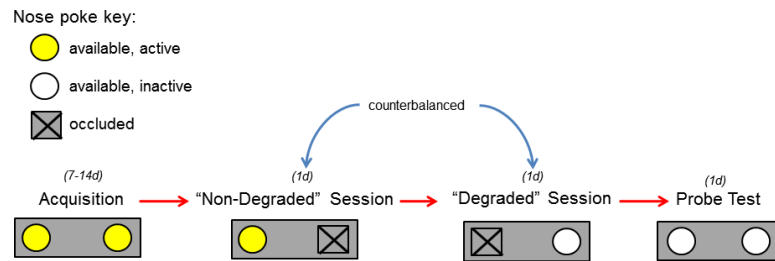 Nose poke key:
available, active
available, inactive
occluded
counterbalanced
(7-14d)
(1d)
(1d)
(1d)
Acquisition
“Non-Degraded” Session
“Degraded” Session
Probe Test